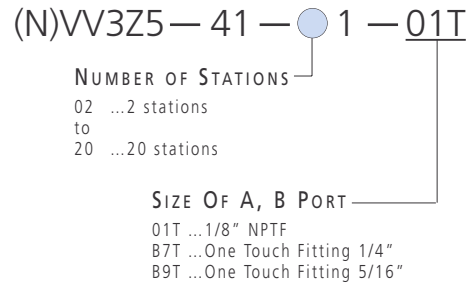 (N)VV3Z5 — 41 — 1 — 01T
NUMBER OF STATIONS
02 ...2 stations
to
20 ...20 stations
SIZE OF A, B PORT
01T ...1/8” NPTF
B7T ...One Touch Fitting 1/4”
B9T ...One Touch Fitting 5/16”